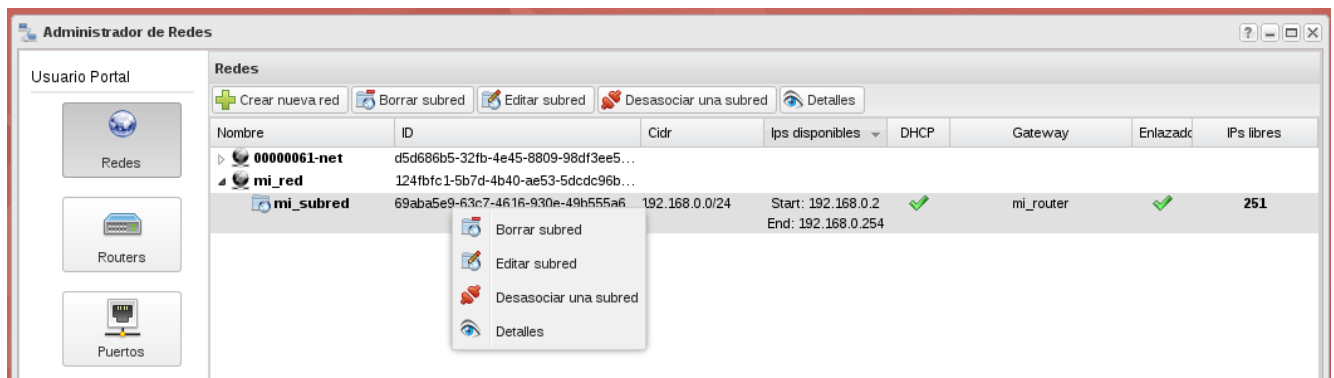 Administrador de Redes
Usuario Portal
Redes
Routers
Puertos
Redes
Crear nueva red Borrar subred Editar subred Desasociar una subred Detalles
Nombre ID Cidr Ips disponibles DHCP Gateway Enlazado IPs libres
00000061-net d5d686b5-32fb-4e45-8809-98df3ee5...
mi_red 124fbfc1-5b7d-4b40-ae53-5dcdc96b...
mi_subred 69aba5e9-63c7-4616-930e-49b555a6 192.168.0.0/24 Start: 192.168.0.2 mi_router 251
End: 192.168.0.254
Borrar subred
Editar subred
Desasociar una subred
Detalles